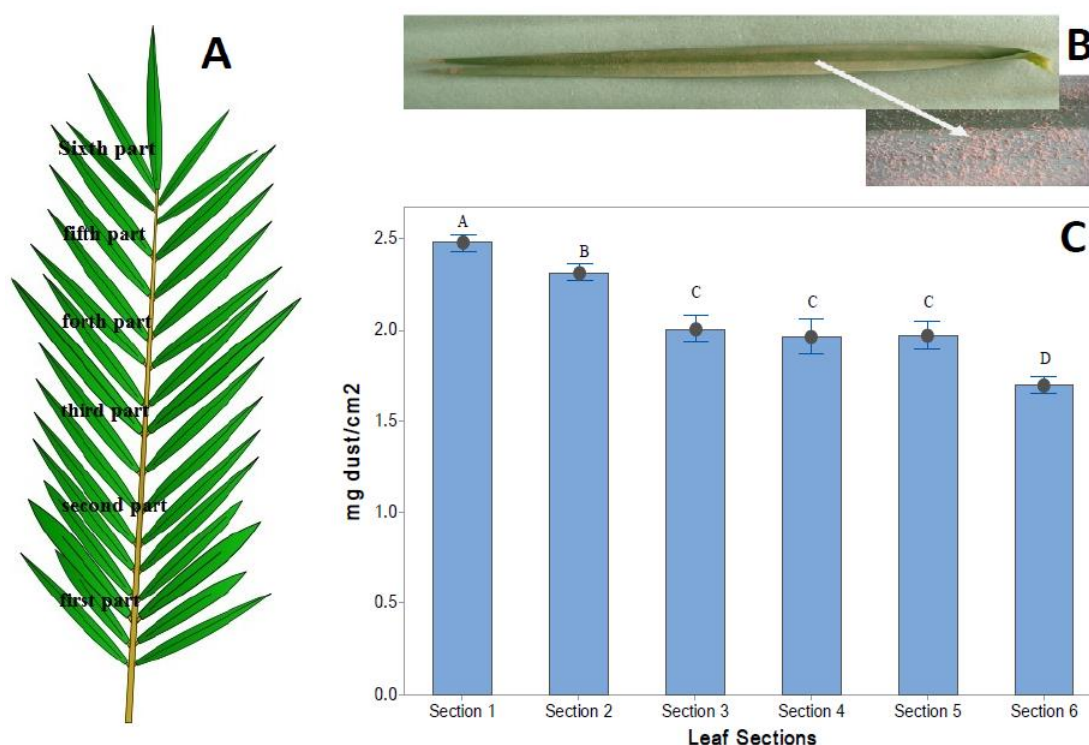 A
Sixth part
fifth part
forth part
third part
second part
first part
B
C
mg dust/cm2
2.5
2.0
1.5
1.0
0.5
0.0
A
B
C
C
C
D
Section 1
Section 2
Section 3
Section 4
Section 5
Section 6
Leaf Sections